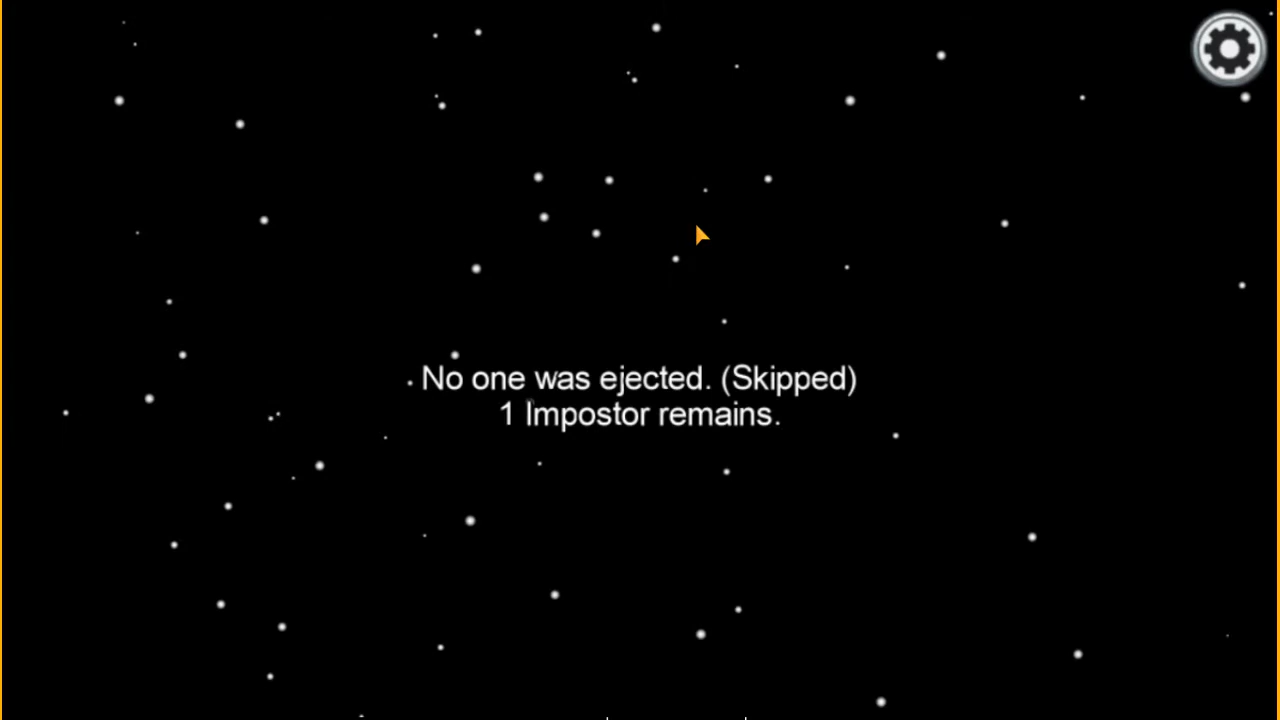 No one was ejected. (Skipped)
1 Impostor remains.